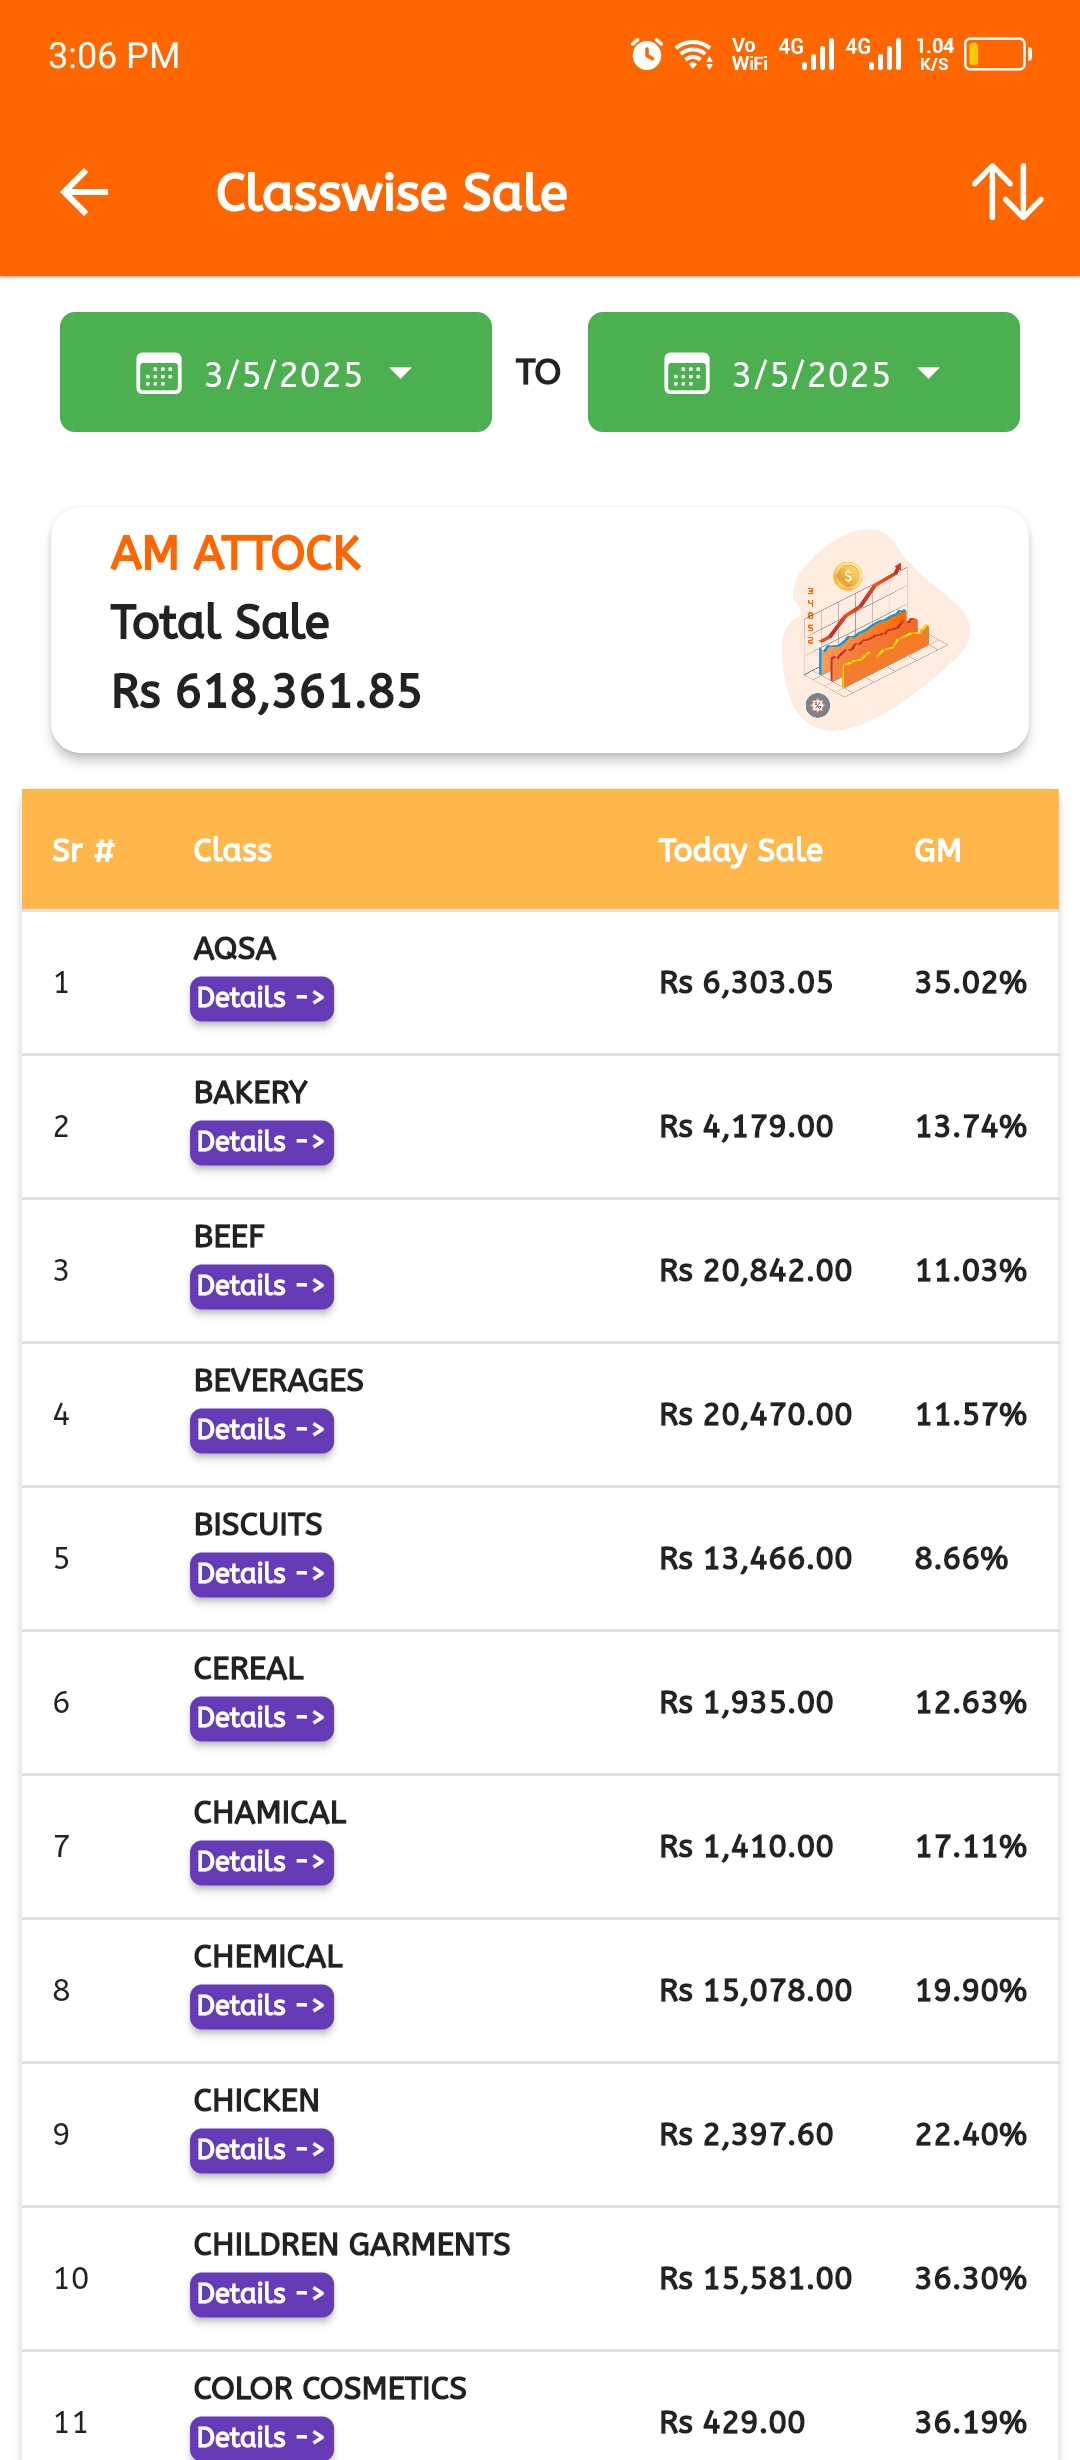 3:06 PM
Vo WiFi 4G 4G 1.04 K/S
Classwise Sale
3/5/2025 TO 3/5/2025
AM ATTOCK
Total Sale
Rs 618,361.85
Sr # Class Today Sale GM
AQSA
1 Rs 6,303.05 35.02%
Details ->
BAKERY
2 Rs 4,179.00 13.74%
Details ->
BEEF
3 Rs 20,842.00 11.03%
Details ->
BEVERAGES
4 Rs 20,470.00 11.57%
Details ->
BISCUITS
5 Rs 13,466.00 8.66%
Details ->
CEREAL
6 Rs 1,935.00 12.63%
Details ->
CHAMICAL
7 Rs 1,410.00 17.11%
Details ->
CHEMICAL
8 Rs 15,078.00 19.90%
Details ->
CHICKEN
9 Rs 2,397.60 22.40%
Details ->
CHILDREN GARMENTS
10 Rs 15,581.00 36.30%
Details ->
COLOR COSMETICS
11 Rs 429.00 36.19%
Details ->